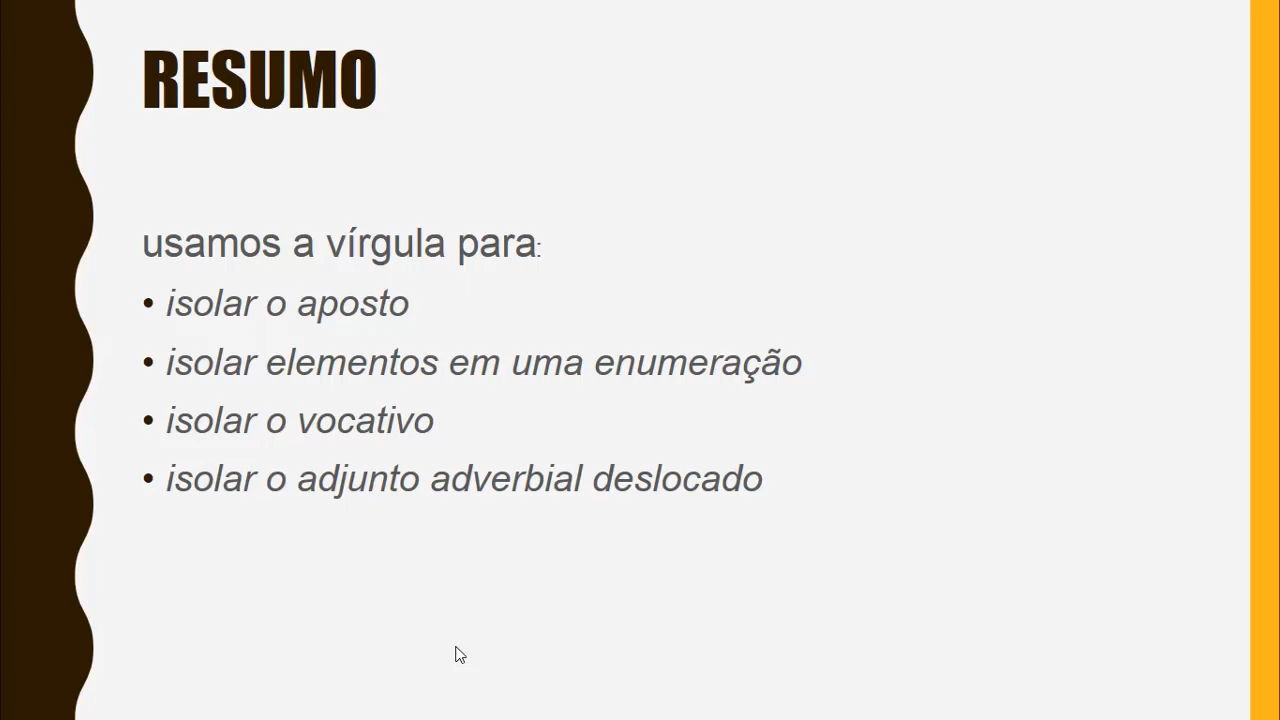 RESUMO
usamos a vírgula para:
• isolar o aposto
• isolar elementos em uma enumeração
• isolar o vocativo
• isolar o adjunto adverbial deslocado